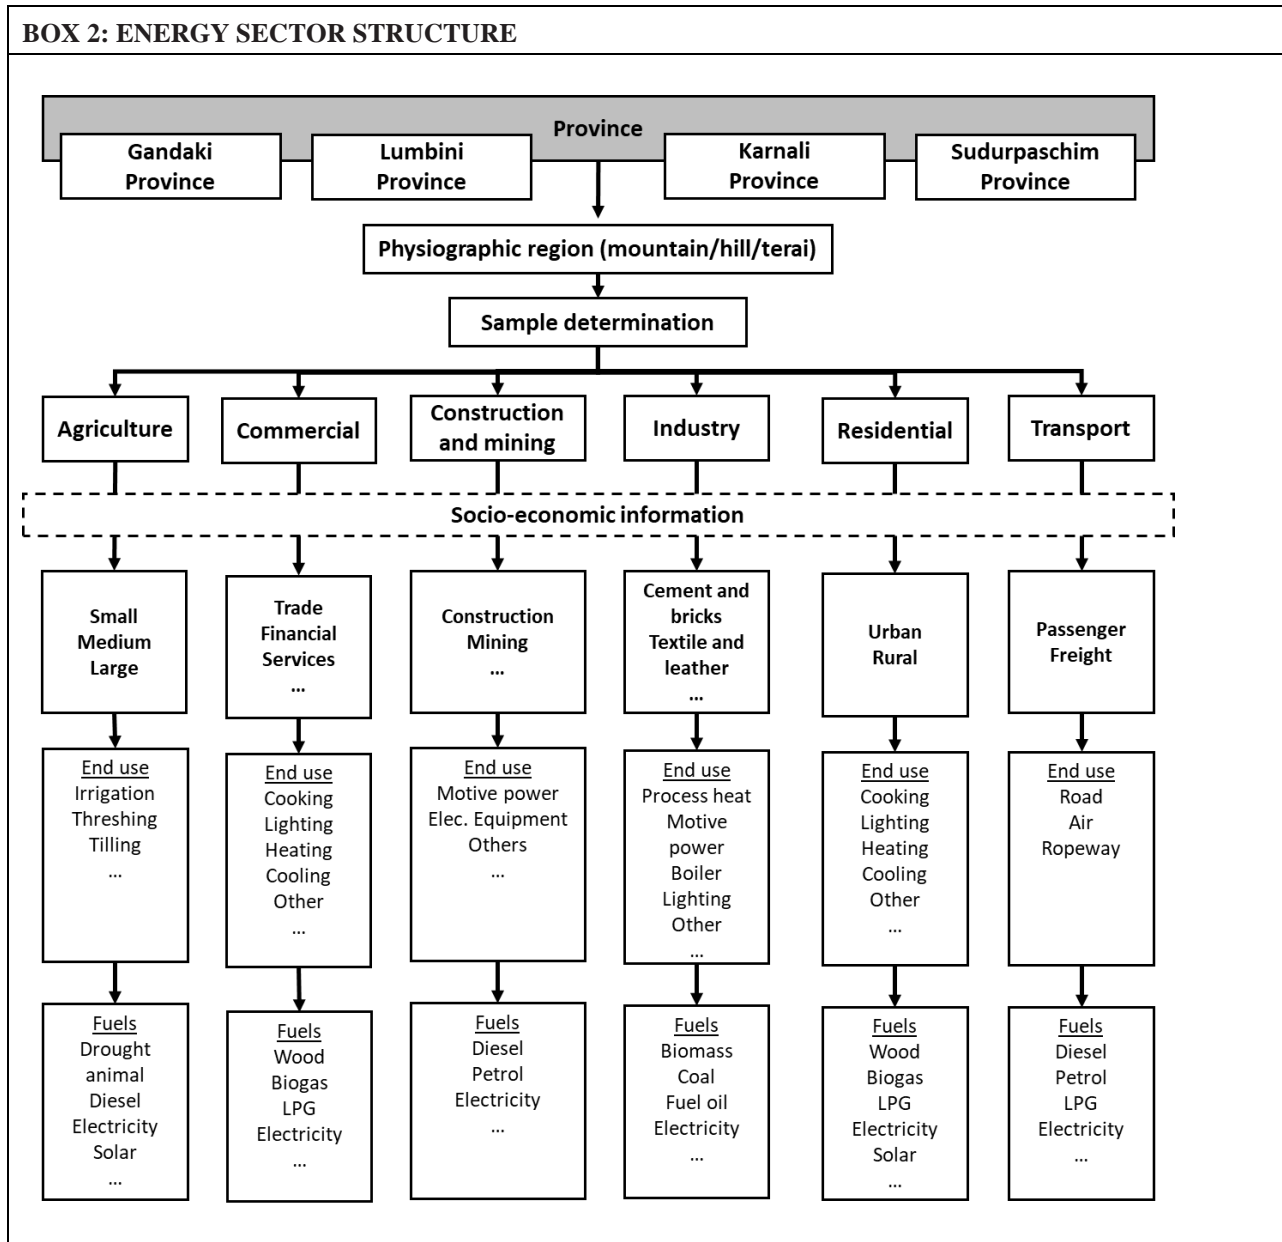 BOX 2: ENERGY SECTOR STRUCTURE
Province
Gandaki
Province
Lumbini
Province
Karnali
Province
Sudurpaschim
Province
Physiographic region (mountain/hill/terai)
Sample determination
Agriculture
Commercial
Construction
and mining
Industry
Residential
Transport
Socio-economic information
Small
Medium
Large
Trade
Financial
Services
...
Construction
Mining
...
Cement and
bricks
Textile and
leather
...
Urban
Rural
Passenger
Freight
End use
Irrigation
Threshing
Tilling
...
End use
Cooking
Lighting
Heating
Cooling
Other
...
End use
Motive power
Elec. Equipment
Others
...
End use
Process heat
Motive
power
Boiler
Lighting
Other
...
End use
Cooking
Lighting
Heating
Cooling
Other
...
End use
Road
Air
Ropeway
Fuels
Drought
animal
Diesel
Electricity
Solar
...
Fuels
Wood
Biogas
LPG
Electricity
...
Fuels
Diesel
Petrol
Electricity
...
Fuels
Biomass
Coal
Fuel oil
Electricity
...
Fuels
Wood
Biogas
LPG
Electricity
Solar
...
Fuels
Diesel
Petrol
LPG
Electricity
...